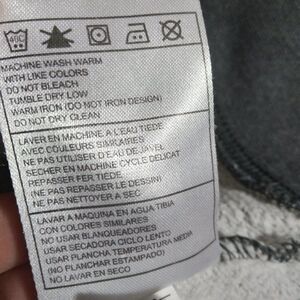 40C
MACHINE WASH WARM
WITH LIKE COLORS
DO NOT BLEACH
TUMBLE DRY LOW
WARM IRON (DO NOT IRON DESIGN)
DO NOT DRY CLEAN
LAVER EN MACHINE A L'EAU TIEDE
AVEC COULEURS SIMILAIRES
NE PAS UTILISER D'EAU DE JAVEL
SECHER EN MACHINE CYCLE DELICAT
REPASSER FER TIEDE
(NE PAS REPASSER LE DESSIN)
NE PAS NETTOYER A SEC
LAVAR A MAQUINA EN AGUA TIBIA
CON COLORES SIMILARES
NO USAR BLANQUEADORES
USAR SECADORA CICLO LENTO
USAR PLANCHA TEMPERATURA MEDIA
(NO PLANCHAR ESTAMPADO)
NO LAVAR EN SECO